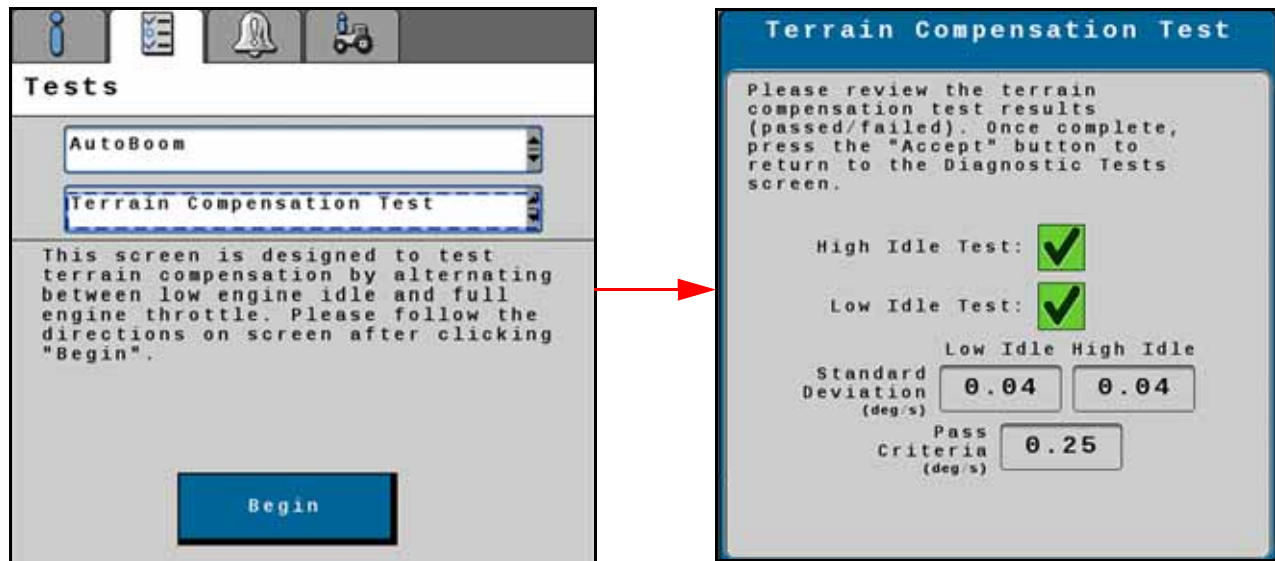 Tests
AutoBoom
Terrain Compensation Test
This screen is designed to test
terrain compensation by alternating
between low engine idle and full
engine throttle. Please follow the
directions on screen after clicking
"Begin".
Begin
Terrain Compensation Test
Please review the terrain
compensation test results
(passed/failed). Once complete,
press the "Accept" button to
return to the Diagnostic Tests
screen.
High Idle Test:
Low Idle Test:
Low Idle High Idle
Standard
Deviation
(deg/s)
0.04 0.04
Pass
Criteria
(deg/s)
0.25